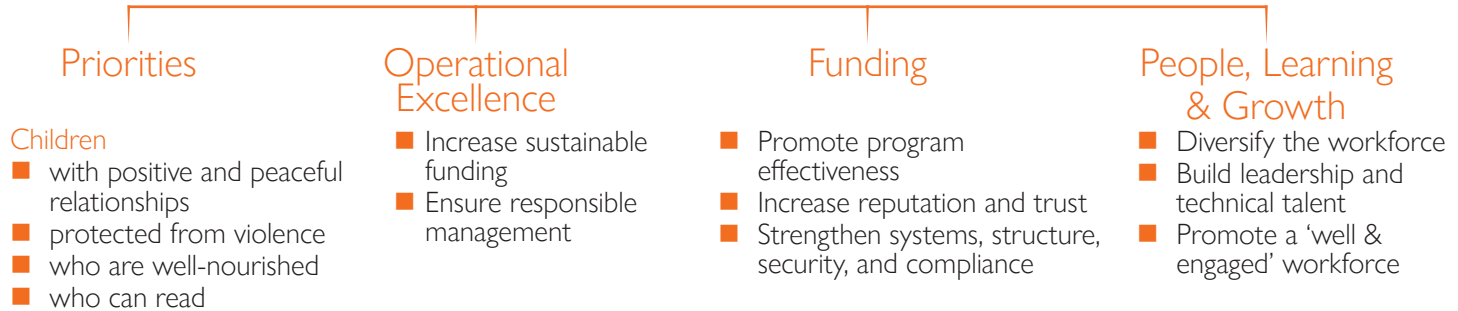 Priorities
Children
■ with positive and peaceful
relationships
■ protected from violence
■ who are well-nourished
■ who can read
Operational
Excellence
■ Increase sustainable
funding
■ Ensure responsible
management
Funding
■ Promote program
effectiveness
■ Increase reputation and trust
■ Strengthen systems, structure,
security, and compliance
People, Learning
& Growth
■ Diversify the workforce
■ Build leadership and
technical talent
■ Promote a ‘well &
engaged’ workforce